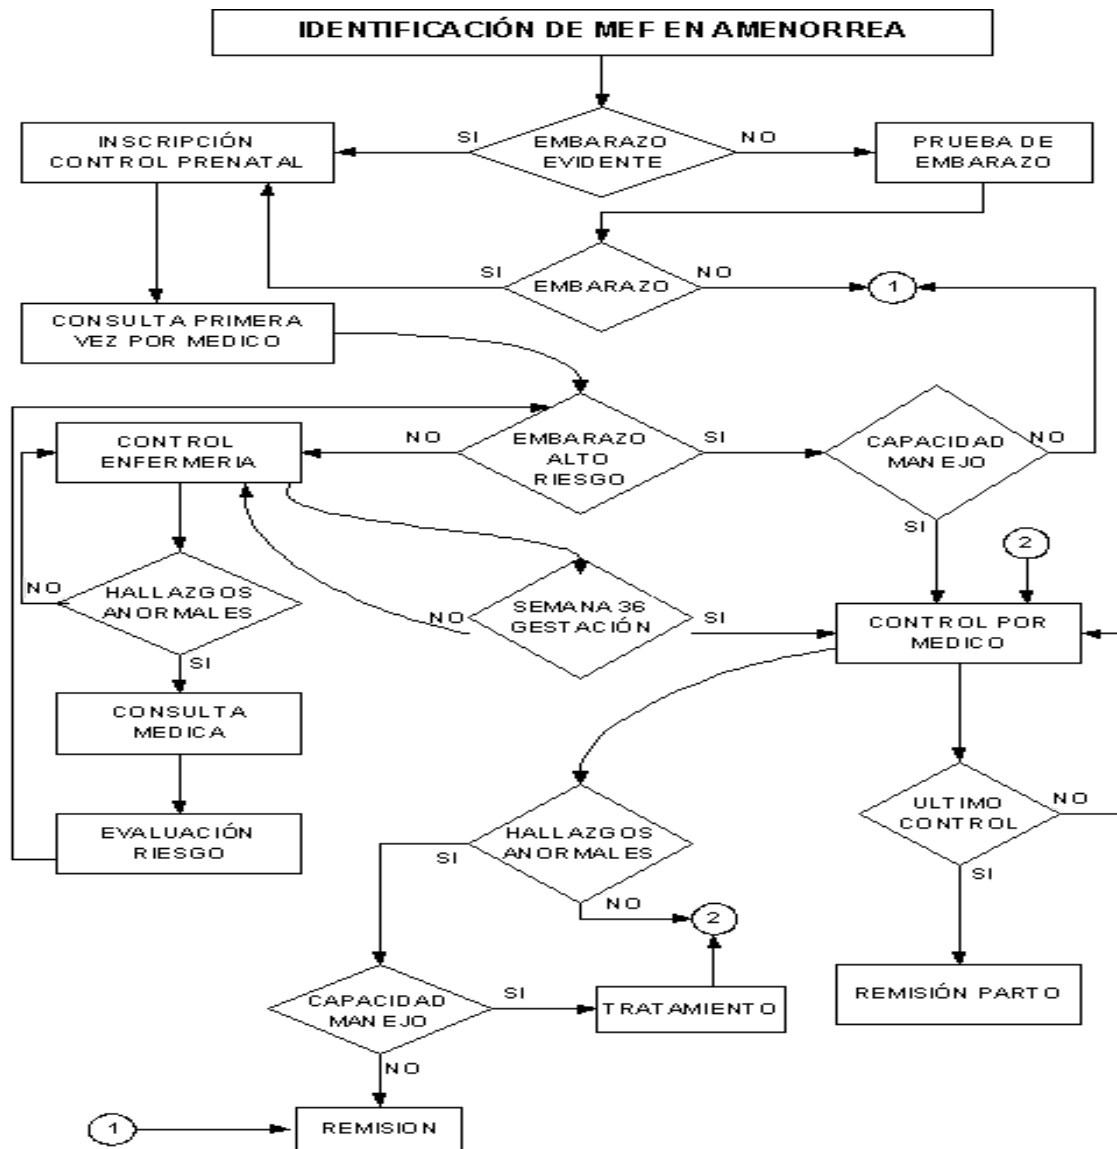 IDENTIFICACIÓN DE MEF EN AMENORREA
INSCRIPCIÓN
CONTROL PRENATAL
SI
EMBARAZO
EVIDENTE
NO
PRUEBA DE
EMBARAZO
SI
EMBARAZO
NO
1
CONSULTA PRIMERA
VEZ POR MEDICO
CONTROL
ENFERMERIA
NO
EMBARAZO
ALTO
RIESGO
SI
CAPACIDAD
MANEJO
NO
SI
2
NO
HALLAZGOS
ANORMALES
SI
NO
SEMANA 36
GESTACIÓN
SI
CONTROL POR
MEDICO
CONSULTA
MEDICA
EVALUACIÓN
RIESGO
SI
HALLAZGOS
ANORMALES
NO
2
ULTIMO
CONTROL
NO
SI
CAPACIDAD
MANEJO
SI
TRATAMIENTO
REMISIÓN PARTO
NO
1
REMISION